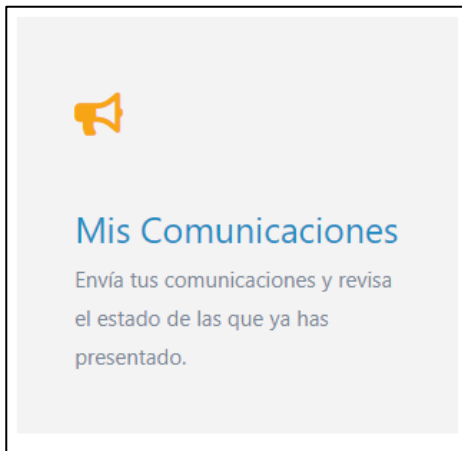 Mis Comunicaciones
Envía tus comunicaciones y revisa
el estado de las que ya has
presentado.